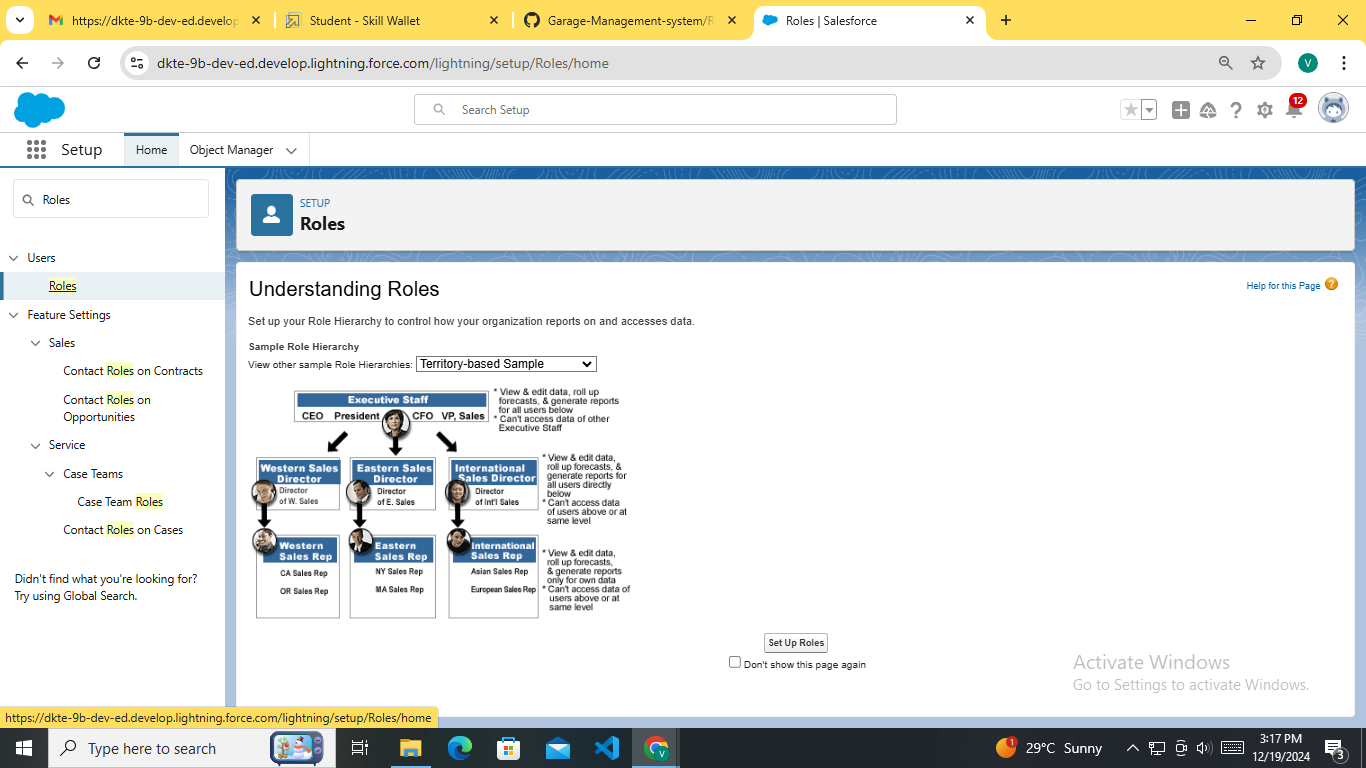 https://dkte-9b-dev-ed.develop
Student - Skill Wallet
Garage-Management-system/R
Roles | Salesforce
dkte-9b-dev-ed.develop.lightning.force.com/lightning/setup/Roles/home
V
Search Setup
12
Setup
Home
Object Manager
Roles
SETUP
Roles
Users
Roles
Feature Settings
Sales
Contact Roles on Contracts
Contact Roles on
Opportunities
Service
Case Teams
Case Team Roles
Contact Roles on Cases
Didn't find what you're looking for?
Try using Global Search.
Understanding Roles
Help for this Page
Set up your Role Hierarchy to control how your organization reports on and accesses data.
Sample Role Hierarchy
View other sample Role Hierarchies: Territory-based Sample
Executive Staff
CEO President CFO VP, Sales
* View & edit data, roll up
forecasts, & generate reports
for all users below
* Can't access data of other
Executive Staff
Western Sales
Director
Director
of W. Sales
Eastern Sales
Director
Director
of E. Sales
International
Sales Director
Director
of Int'l Sales
* View & edit data,
roll up forecasts, &
generate reports for
all users directly
below
* Can't access data
of users above or at
same level
Western
Sales Rep
CA Sales Rep
OR Sales Rep
Eastern
Sales Rep
NY Sales Rep
MA Sales Rep
International
Sales Rep
Asian Sales Rep
European Sales Rep
* View & edit data,
roll up forecasts,
& generate reports
only for own data
* Can't access data of
users above or at
same level
Set Up Roles
Don't show this page again
Activate Windows
Go to Settings to activate Windows.
https://dkte-9b-dev-ed.develop.lightning.force.com/lightning/setup/Roles/home
Type here to search
V
1
29°C Sunny
3:17 PM
12/19/2024
3